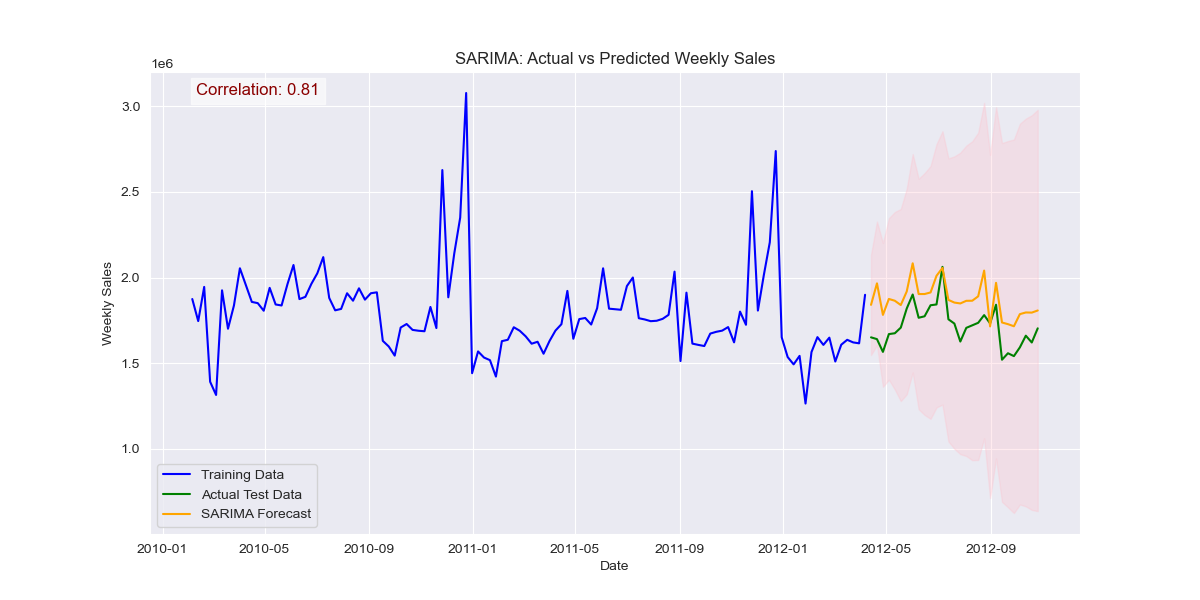 SARIMA: Actual vs Predicted Weekly Sales
1e6
Correlation: 0.81
3.0
2.5
2.0
1.5
1.0
Weekly Sales
Training Data
Actual Test Data
SARIMA Forecast
2010-01 2010-05 2010-09 2011-01 2011-05 2011-09 2012-01 2012-05 2012-09
Date